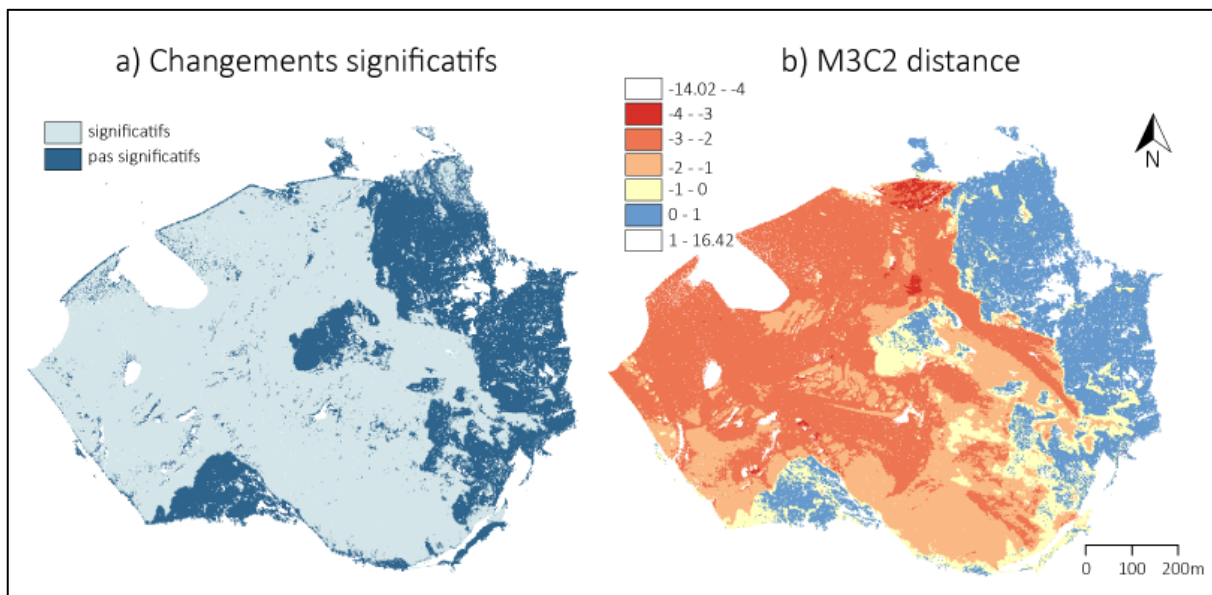 a) Changements significatifs
significatifs
pas significatifs
b) M3C2 distance
-14.02 - -4
-4 - -3
-3 - -2
-2 - -1
-1 - 0
0 - 1
1 - 16.42
N
0 100 200m